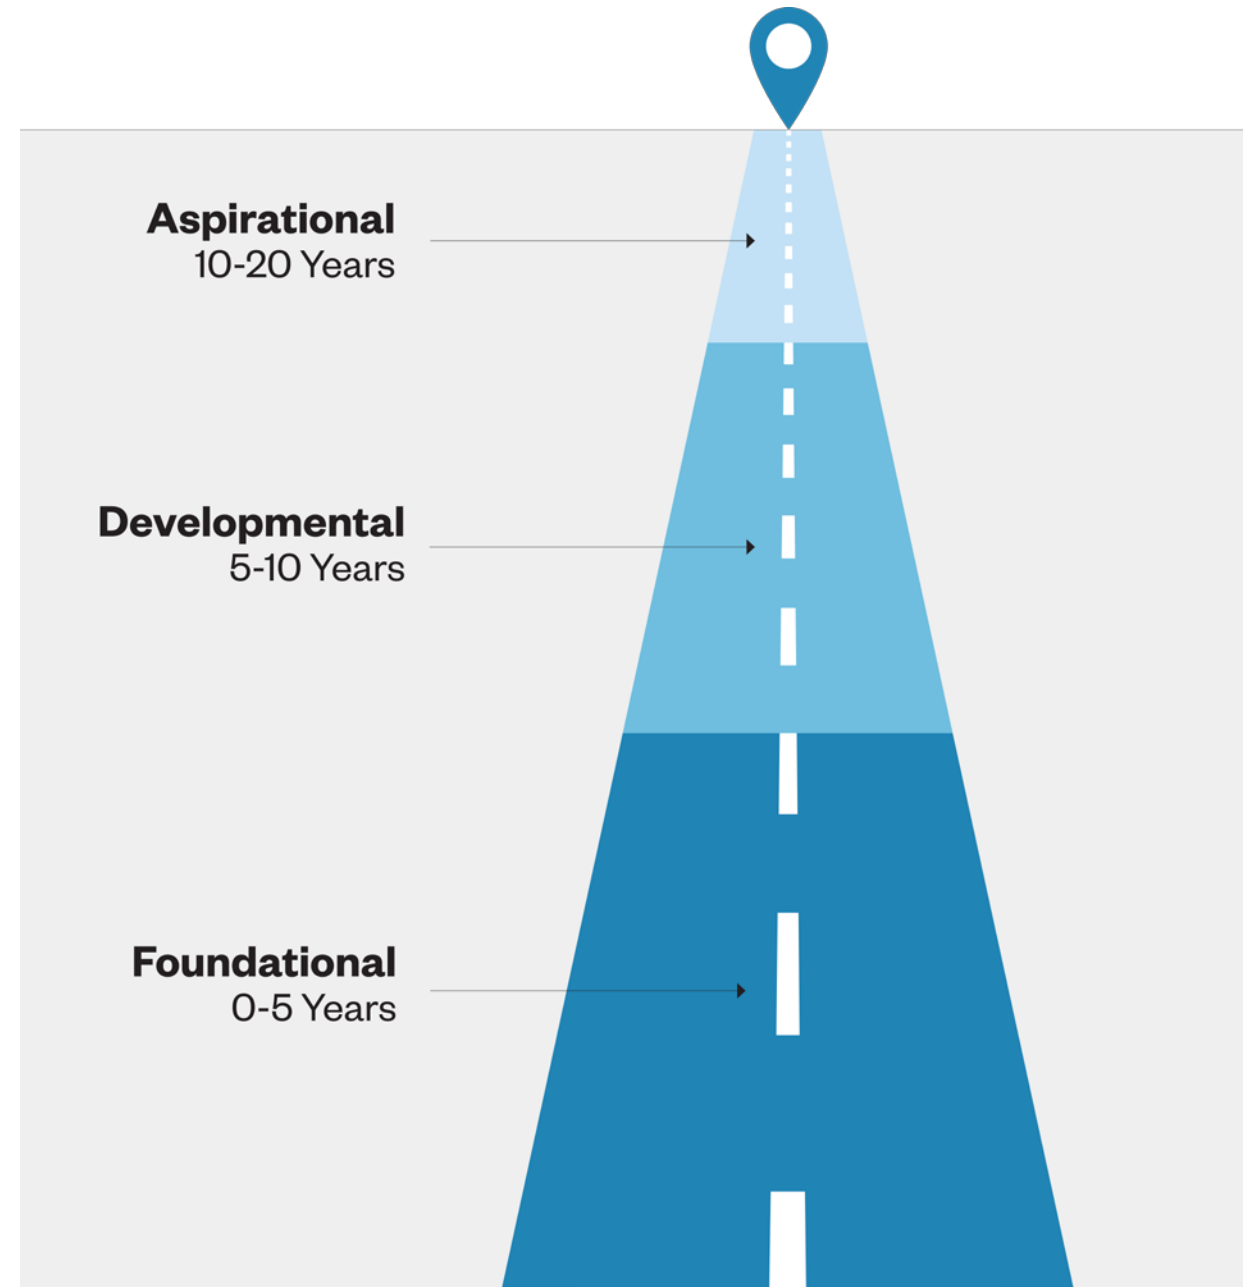 Aspirational
10-20 Years
Developmental
5-10 Years
Foundational
0-5 Years